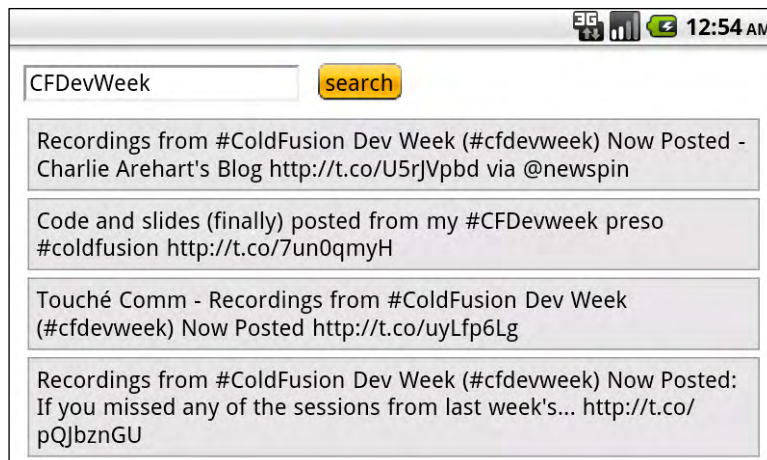 3G 12:54 AM
CFDevWeek search
Recordings from #ColdFusion Dev Week (#cfdevweek) Now Posted -
Charlie Arehart's Blog http://t.co/U5rJVpbd via @newspin
Code and slides (finally) posted from my #CFDevweek preso
#coldfusion http://t.co/7un0qmyH
Touché Comm - Recordings from #ColdFusion Dev Week
(#cfdevweek) Now Posted http://t.co/uyLfp6Lg
Recordings from #ColdFusion Dev Week (#cfdevweek) Now Posted:
If you missed any of the sessions from last week's... http://t.co/
pQJbznGU